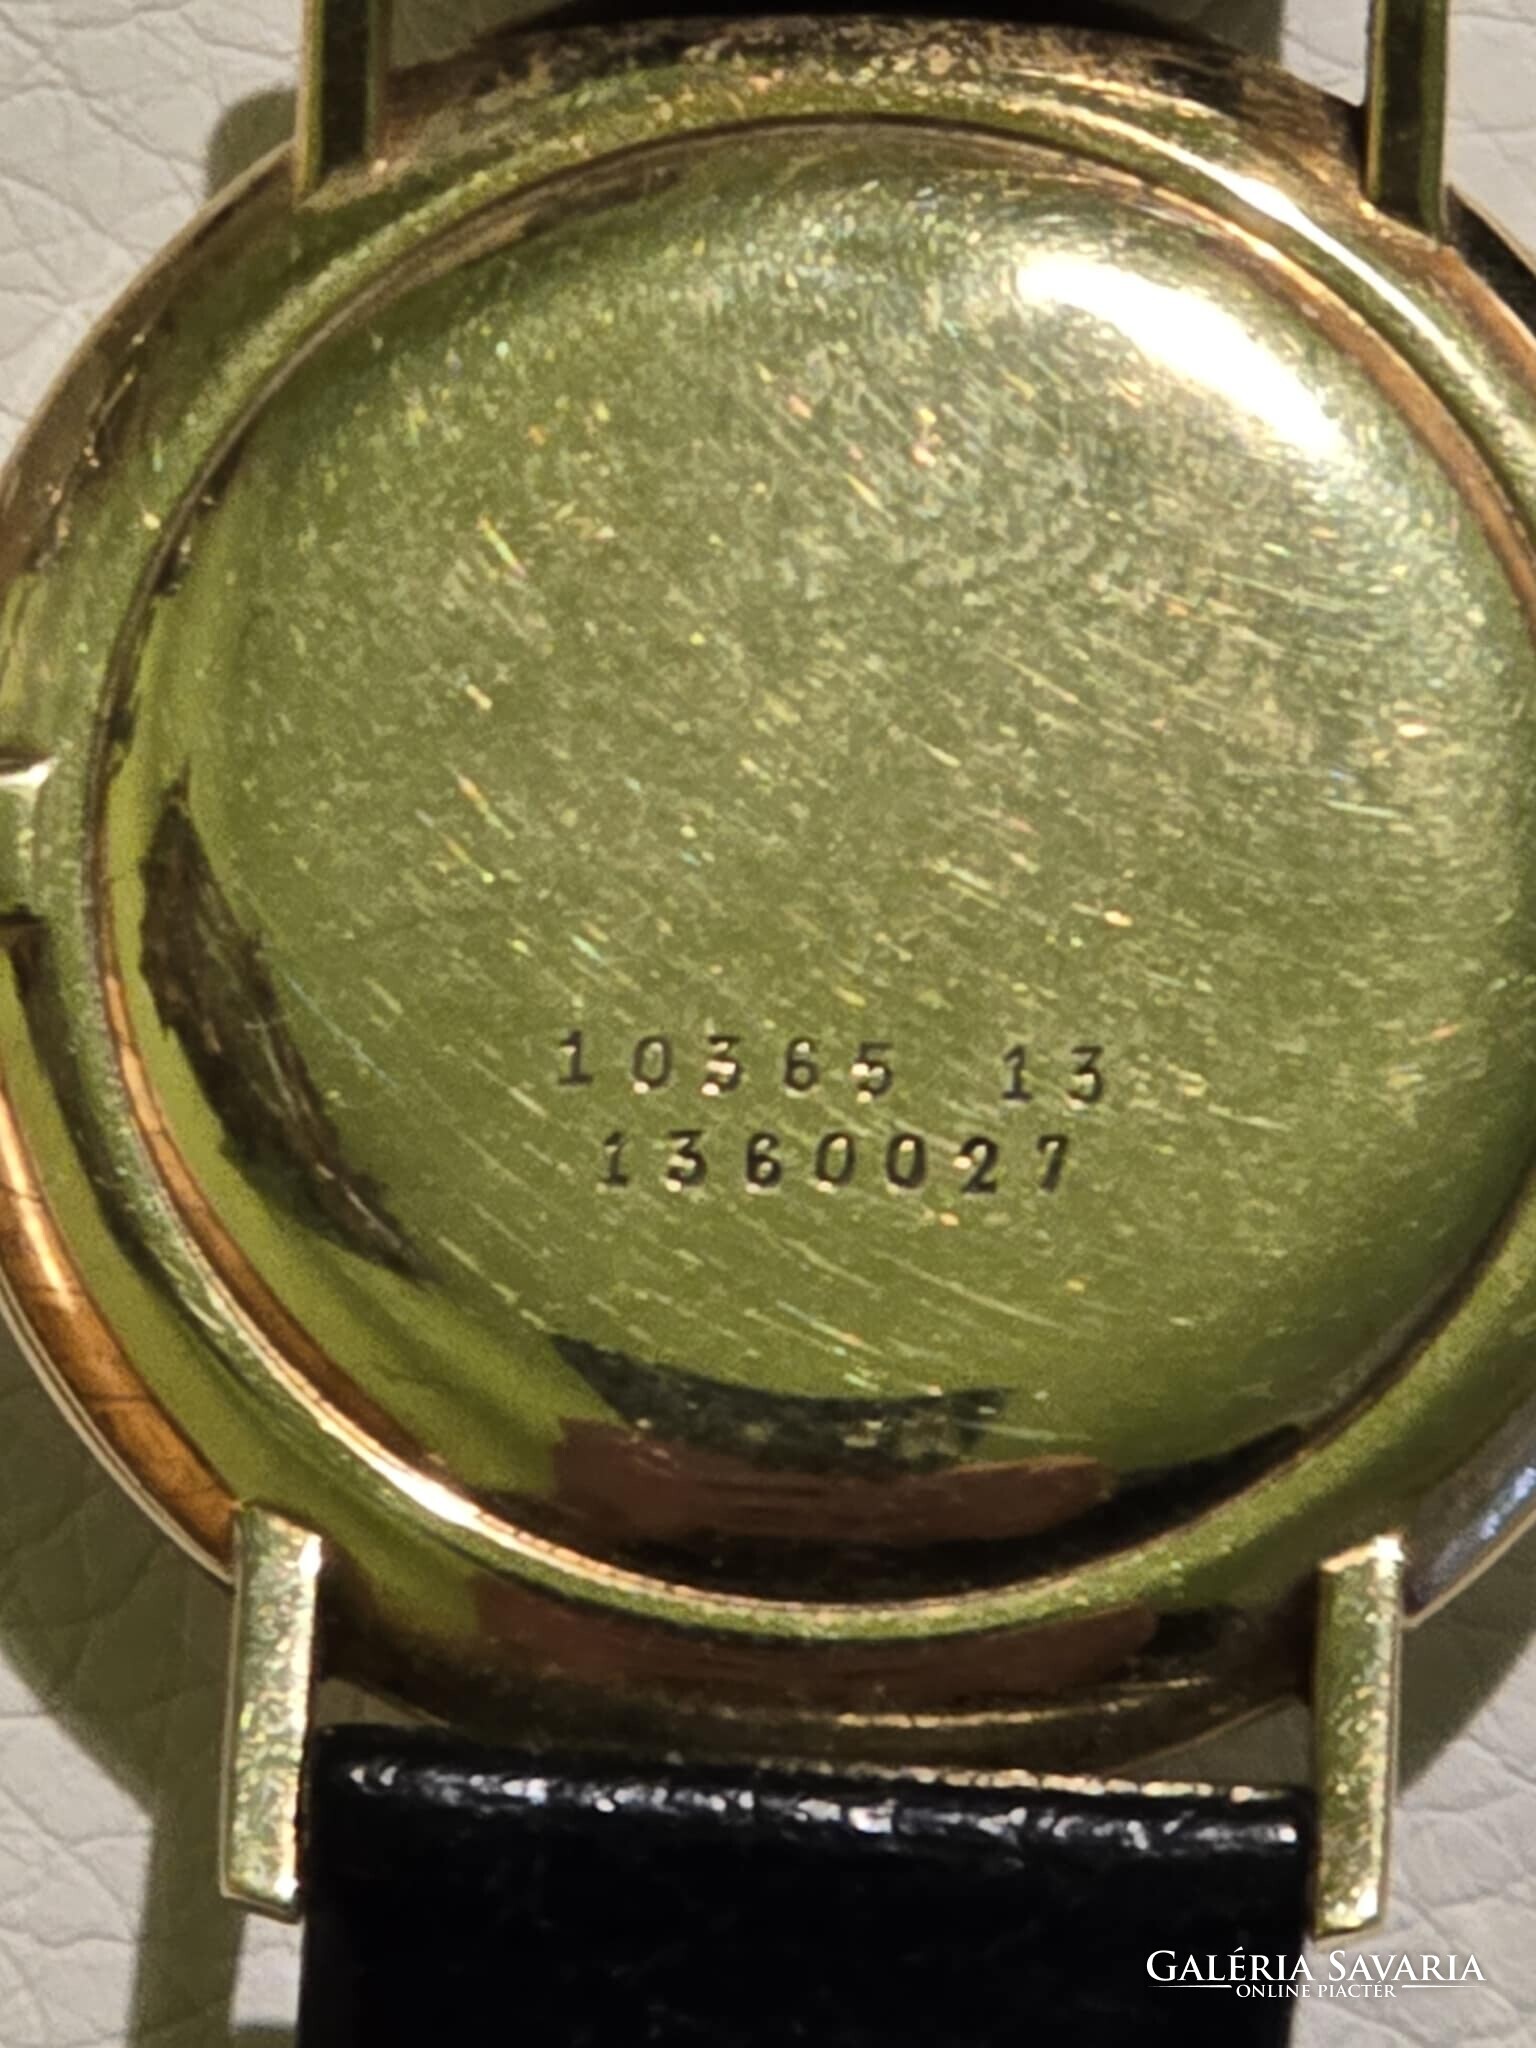 10365 13
1360027
GALÉRIA SAVARIA
ONLINE PIACTÉR